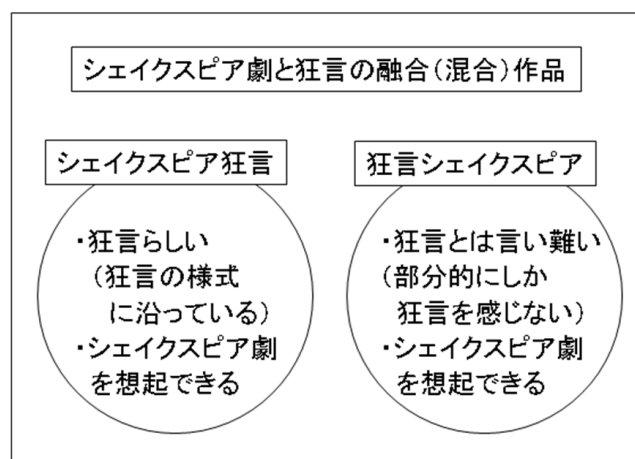 シェイクスピア劇と狂言の融合(混合)作品
シェイクスピア狂言
・狂言らしい
(狂言の様式
に沿っている)
・シェイクスピア劇
を想起できる
狂言シェイクスピア
・狂言とは言い難い
(部分的にしか
狂言を感じない)
・シェイクスピア劇
を想起できる